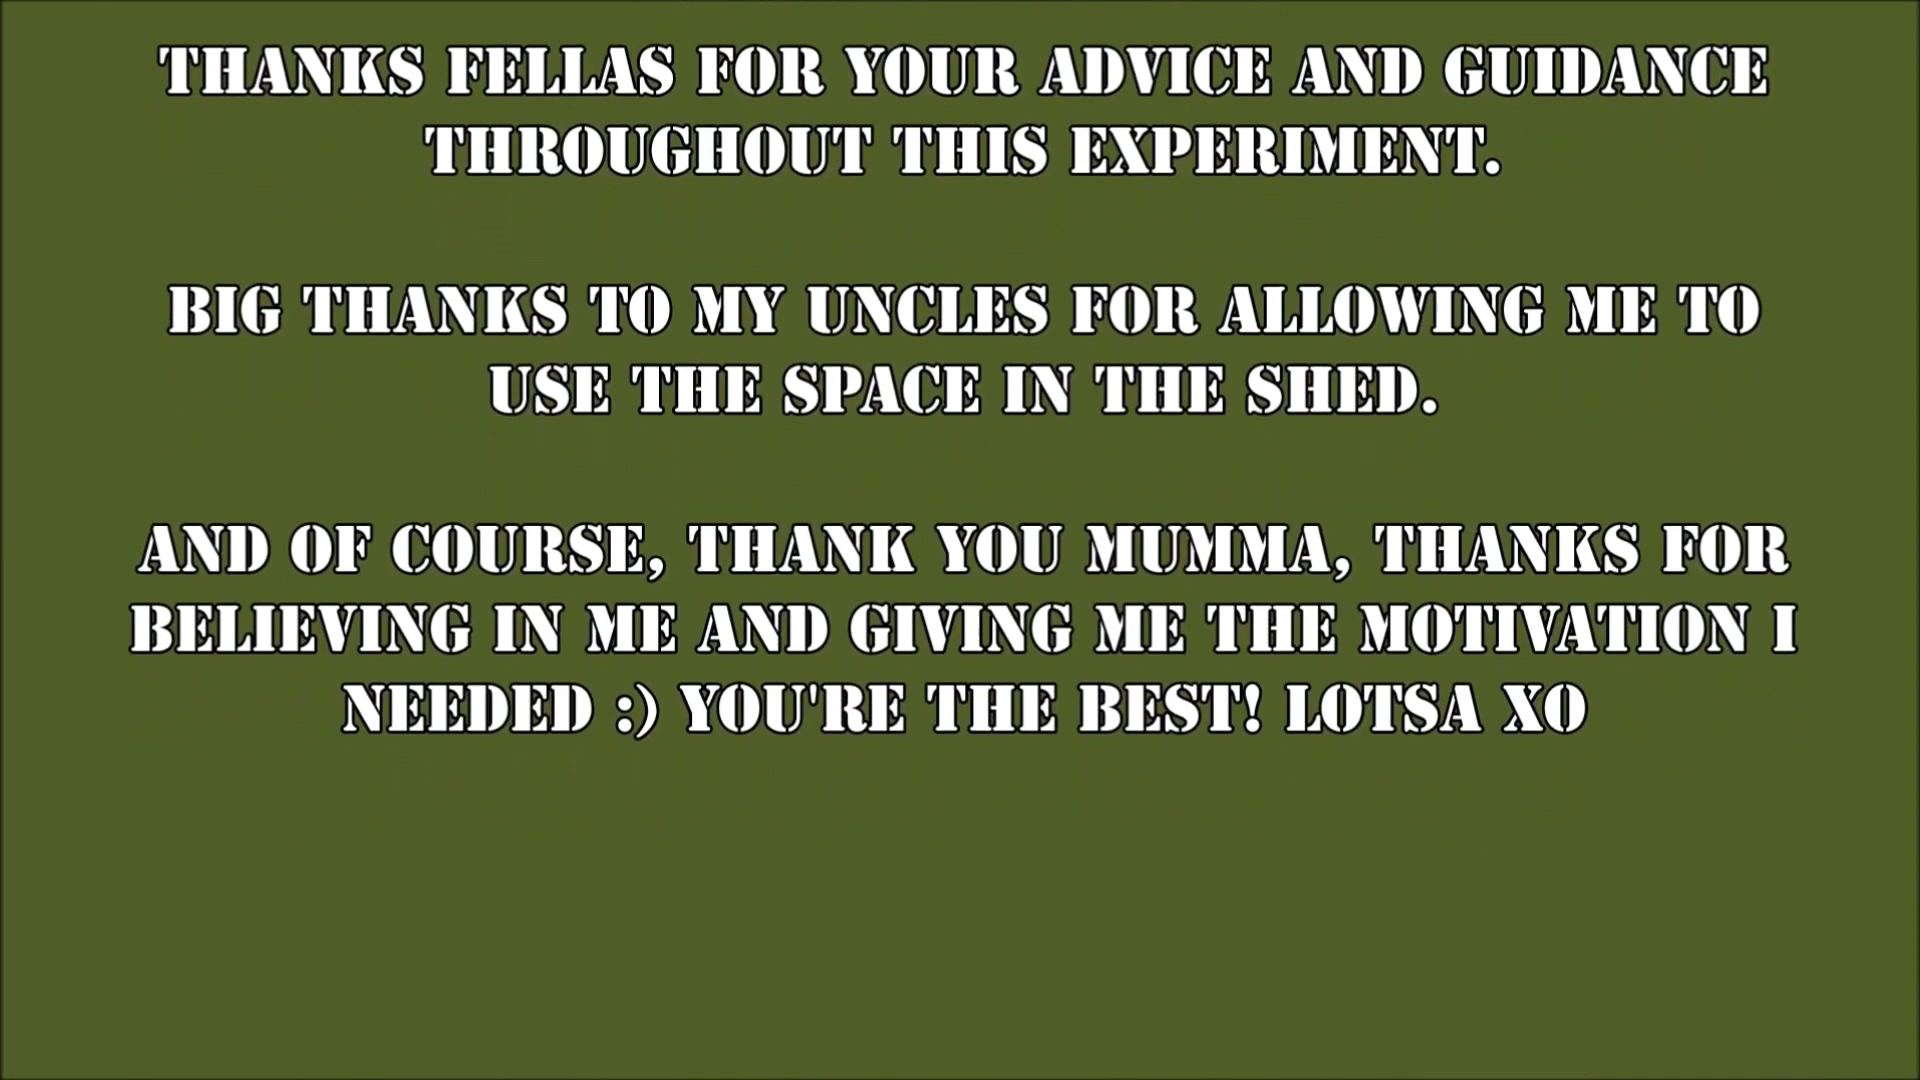 THANKS FELLAS FOR YOUR ADVICE AND GUIDANCE
THROUGHOUT THIS EXPERIMENT.
BIG THANKS TO MY UNCLES FOR ALLOWING ME TO
USE THE SPACE IN THE SHED.
AND OF COURSE, THANK YOU MUMMA, THANKS FOR
BELIEVING IN ME AND GIVING ME THE MOTIVATION I
NEEDED :) YOU'RE THE BEST! LOTSA XO